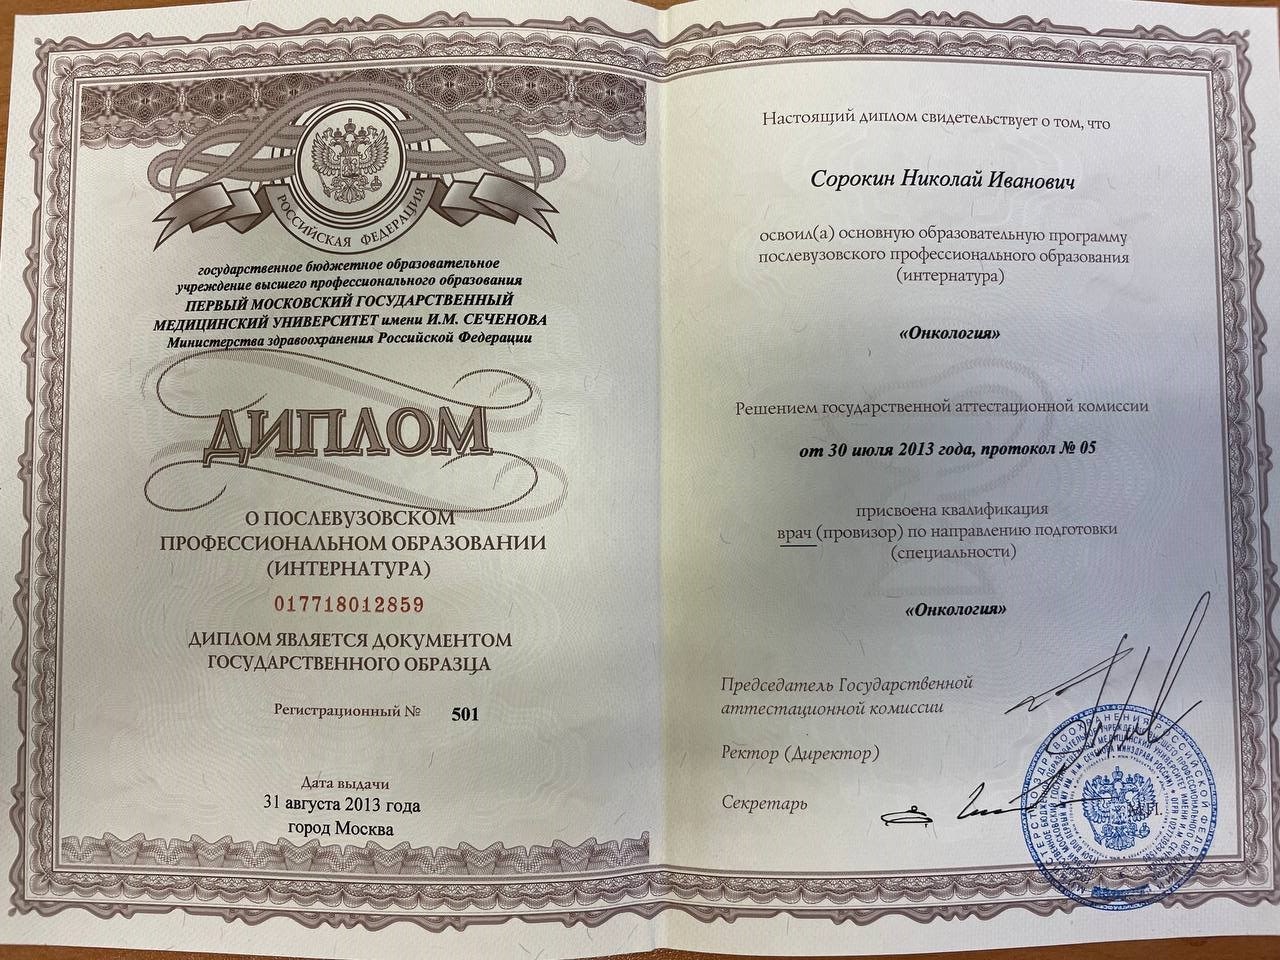 РОССИЙСКАЯ ФЕДЕРАЦИЯ
государственное бюджетное образовательное
учреждение высшего профессионального образования
ПЕРВЫЙ МОСКОВСКИЙ ГОСУДАРСТВЕННЫЙ
МЕДИЦИНСКИЙ УНИВЕРСИТЕТ имени И.М. СЕЧЕНОВА
Министерства здравоохранения Российской Федерации
ДИПЛОМ
О ПОСЛЕВУЗОВСКОМ
ПРОФЕССИОНАЛЬНОМ ОБРАЗОВАНИИ
(ИНТЕРНАТУРА)
017718012859
ДИПЛОМ ЯВЛЯЕТСЯ ДОКУМЕНТОМ
ГОСУДАРСТВЕННОГО ОБРАЗЦА
Регистрационный № 501
Дата выдачи
31 августа 2013 года
город Москва
Настоящий диплом свидетельствует о том, что
Сорокин Николай Иванович
освоил(а) основную образовательную программу
послевузовского профессионального образования
(интернатура)
«Онкология»
Решением государственной аттестационной комиссии
от 30 июля 2013 года, протокол № 05
присвоена квалификация
врач (провизор) по направлению подготовки
(специальности)
«Онкология»
Председатель Государственной
аттестационной комиссии
Ректор (Директор)
Секретарь
М.П.